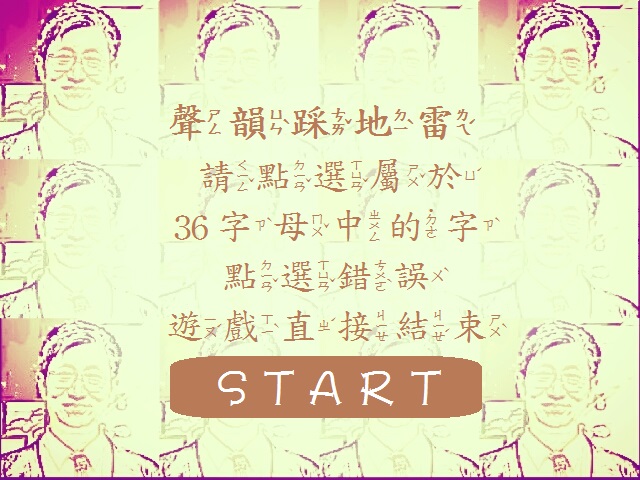 聲ㄕㄥ韻ㄩㄣˋ踩ㄘㄞˇ地ㄉㄧˋ雷ㄌㄟˊ
請ㄑㄧㄥˇ點ㄉㄧㄢˇ選ㄒㄩㄢˇ屬ㄕㄨˇ於ㄩˊ
36字ㄗˋ母ㄇㄨˇ中ㄓㄨㄥ的˙ㄉㄜ字ㄗˋ
點ㄉㄧㄢˇ選ㄒㄩㄢˇ錯ㄘㄨㄛˋ誤ㄨˋ
遊ㄧㄡˊ戲ㄒㄧˋ直ㄓˊ接ㄐㄧㄝ結ㄐㄧㄝˊ束ㄕㄨˋ
START